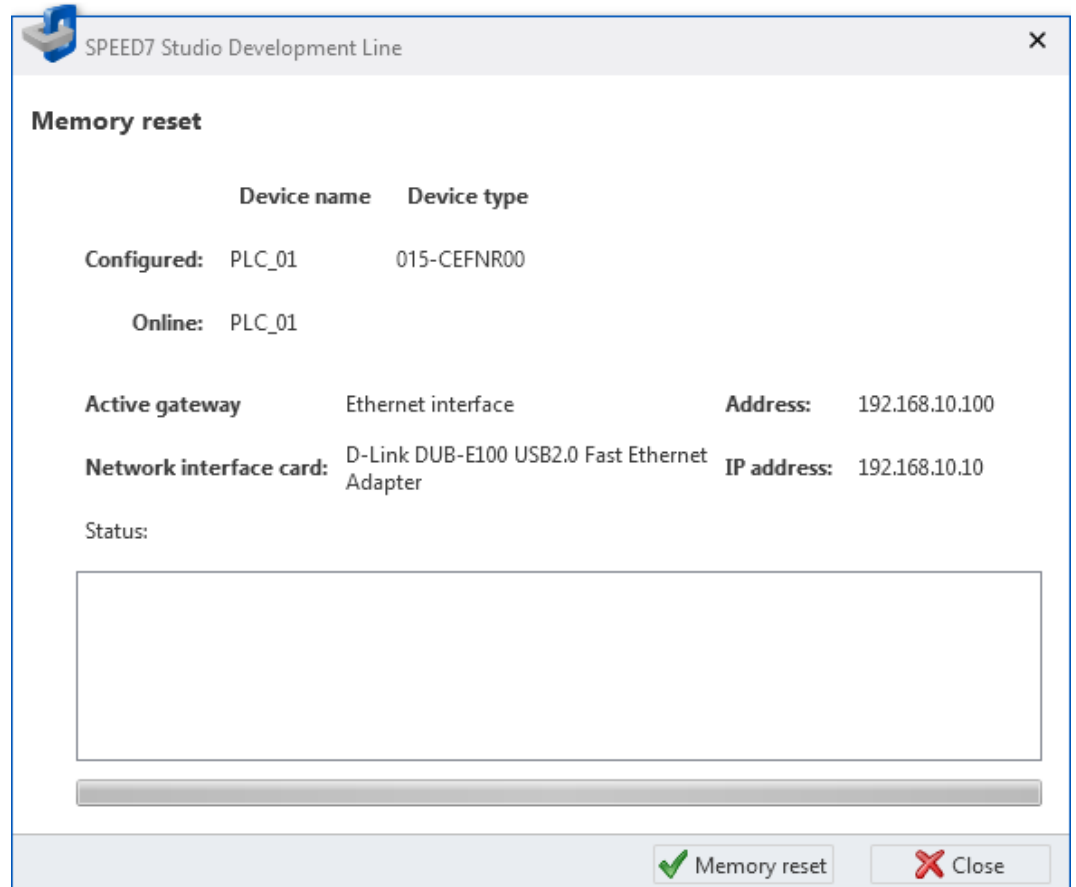 SPEED7 Studio Development Line
Memory reset
Device name Device type
Configured: PLC_01 015-CEFNR00
Online: PLC_01
Active gateway Ethernet interface Address: 192.168.10.100
Network interface card: D-Link DUB-E100 USB2.0 Fast Ethernet
Adapter
IP address: 192.168.10.10
Status:
Memory reset Close